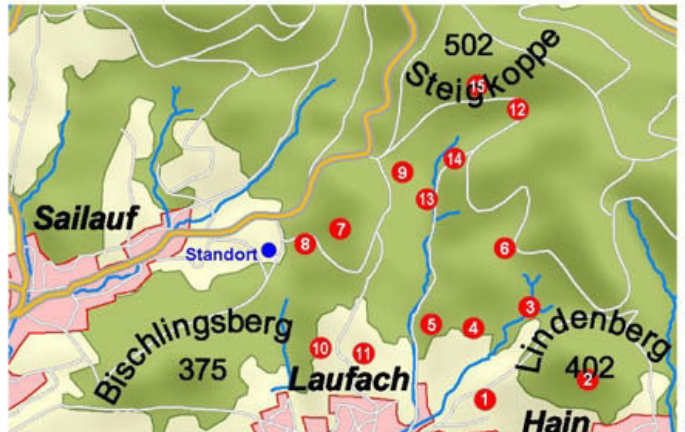 502
Steigkoppe
15
12
14
9
13
Sailauf
7
8
6
Standort
3
5
4
Bischlingsberg
375
Lindenberg
402
2
10
11
Laufach
1
Hain